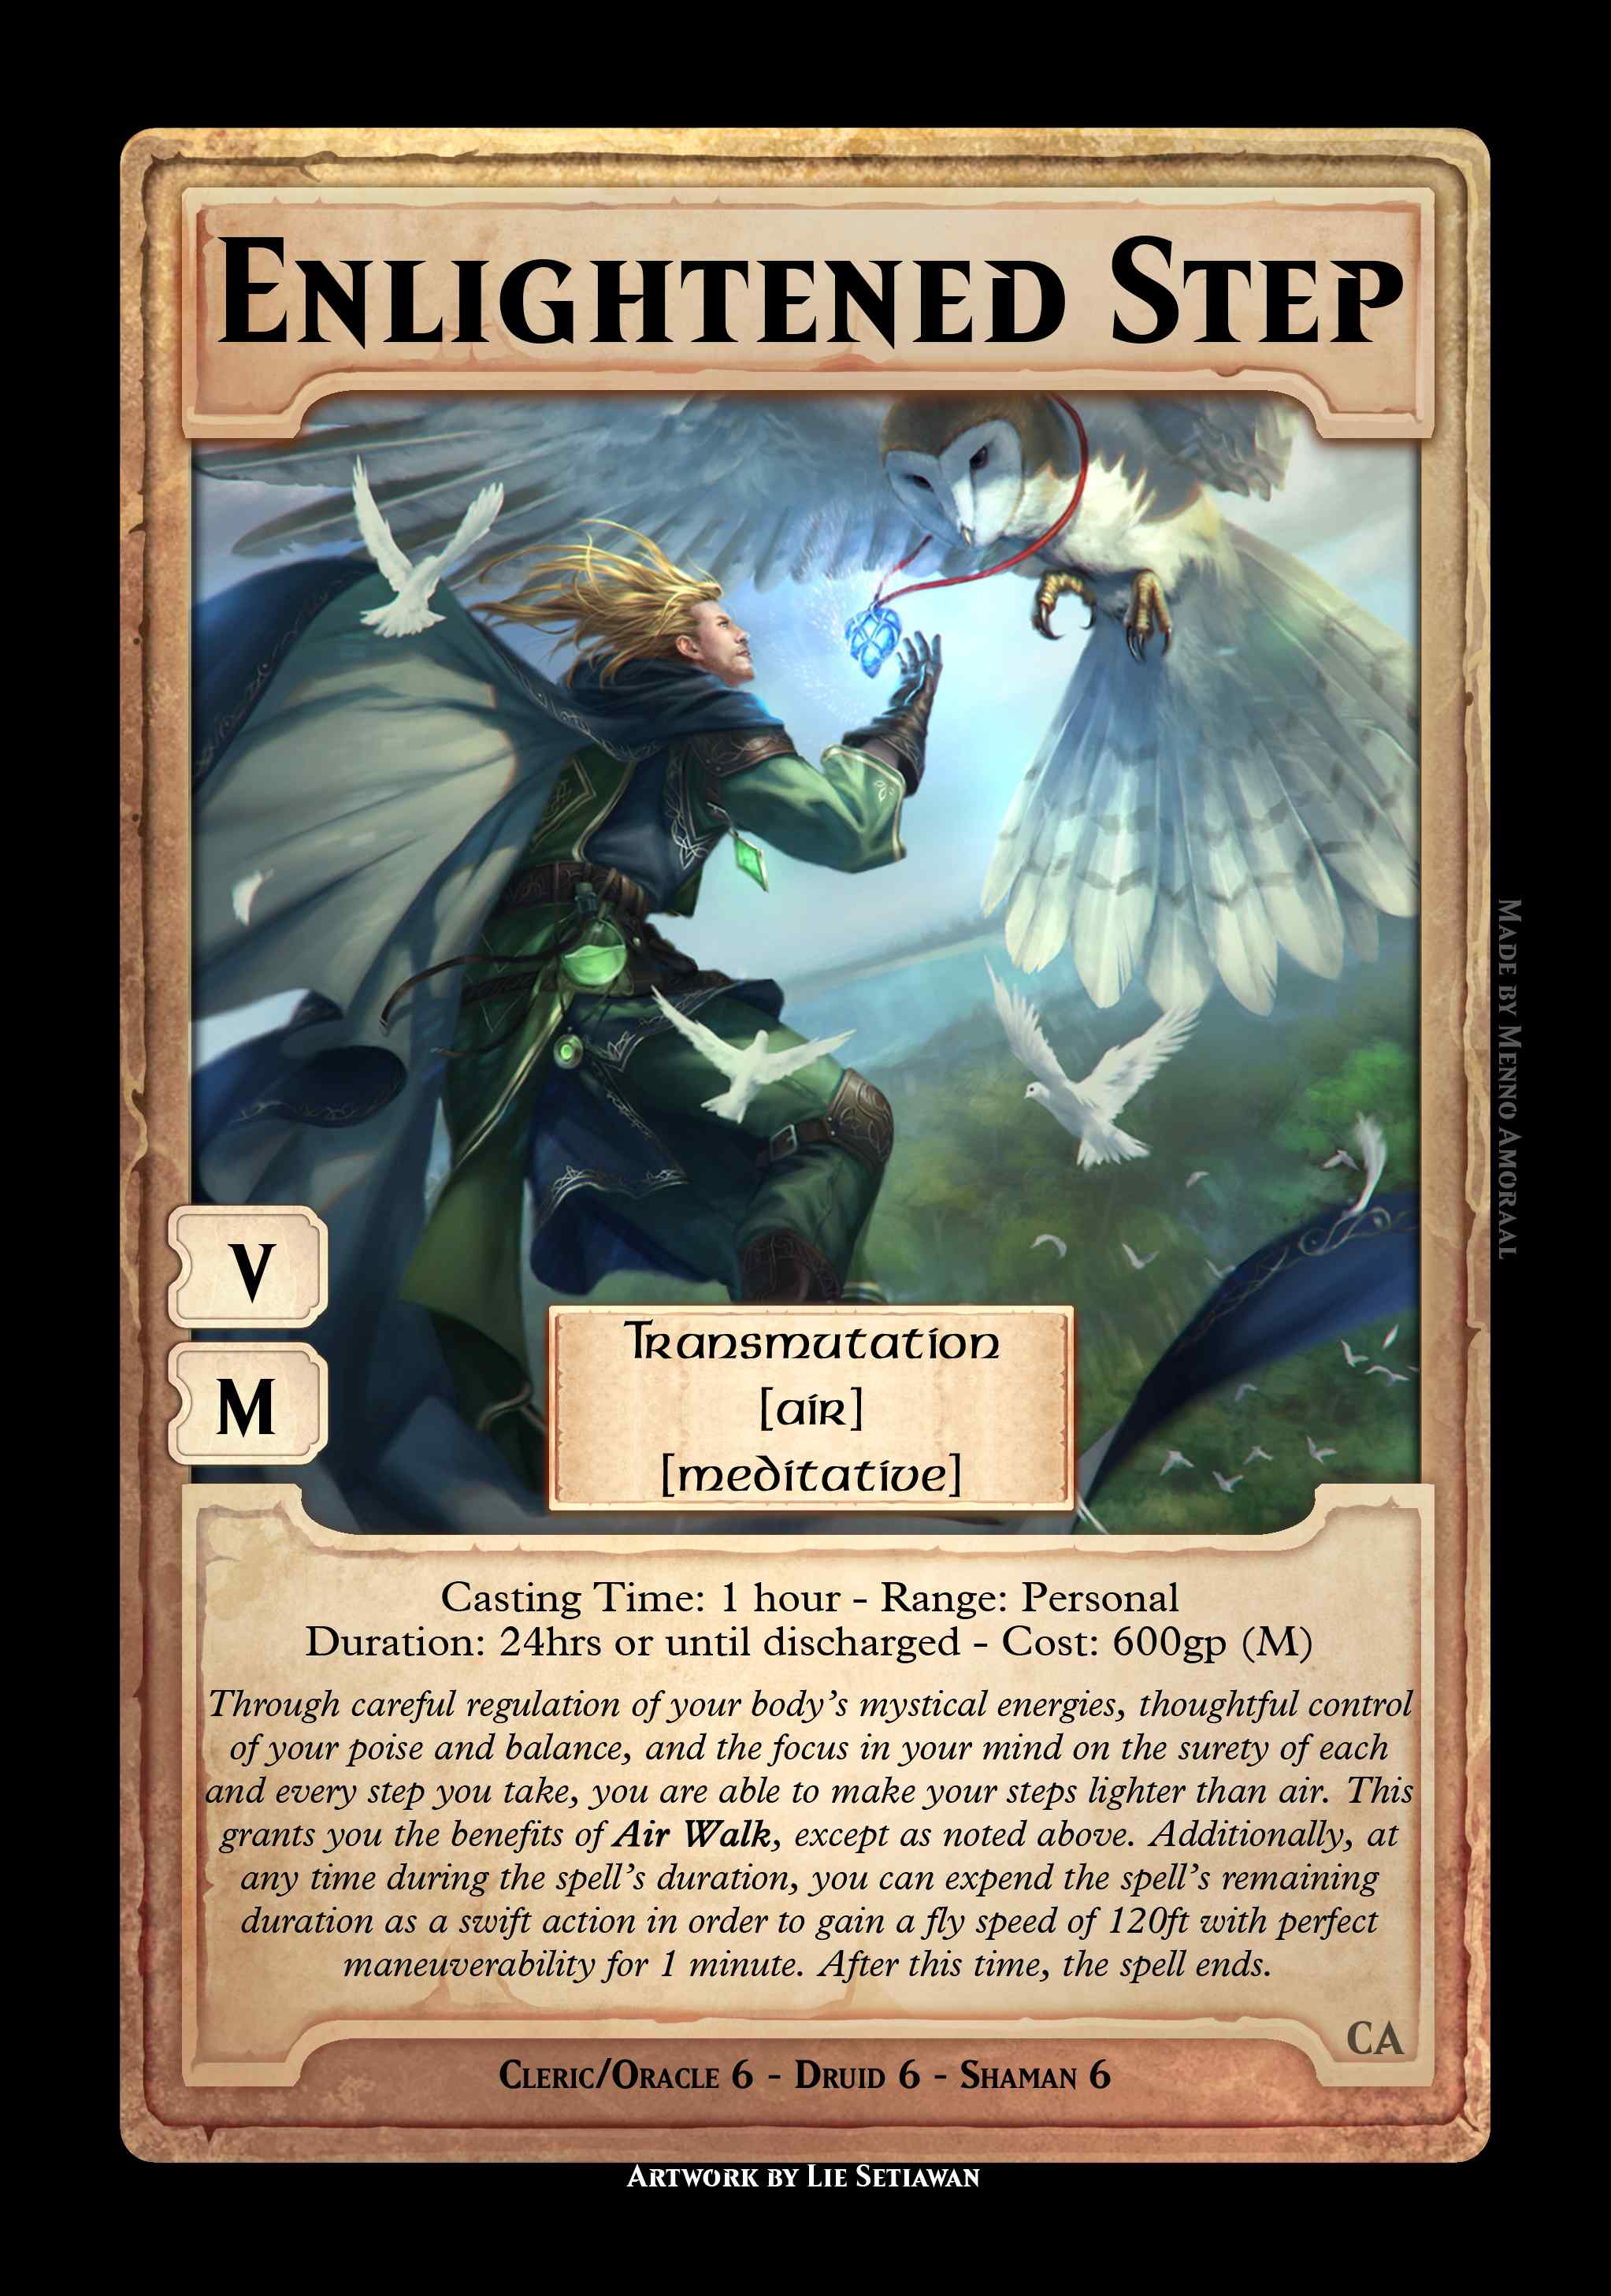 Enlightened Step
V
M
Transmutation
[air]
[meditative]
Casting Time: 1 hour - Range: Personal
Duration: 24hrs or until discharged - Cost: 600gp (M)
Through careful regulation of your body's mystical energies, thoughtful control
of your poise and balance, and the focus in your mind on the surety of each
and every step you take, you are able to make your steps lighter than air. This
grants you the benefits of Air Walk, except as noted above. Additionally, at
any time during the spell's duration, you can expend the spell's remaining
duration as a swift action in order to gain a fly speed of 120ft with perfect
maneuverability for 1 minute. After this time, the spell ends.
CA
Cleric/Oracle 6 - Druid 6 - Shaman 6
Artwork by Lie Setiawan
Made by Menno Amoraal